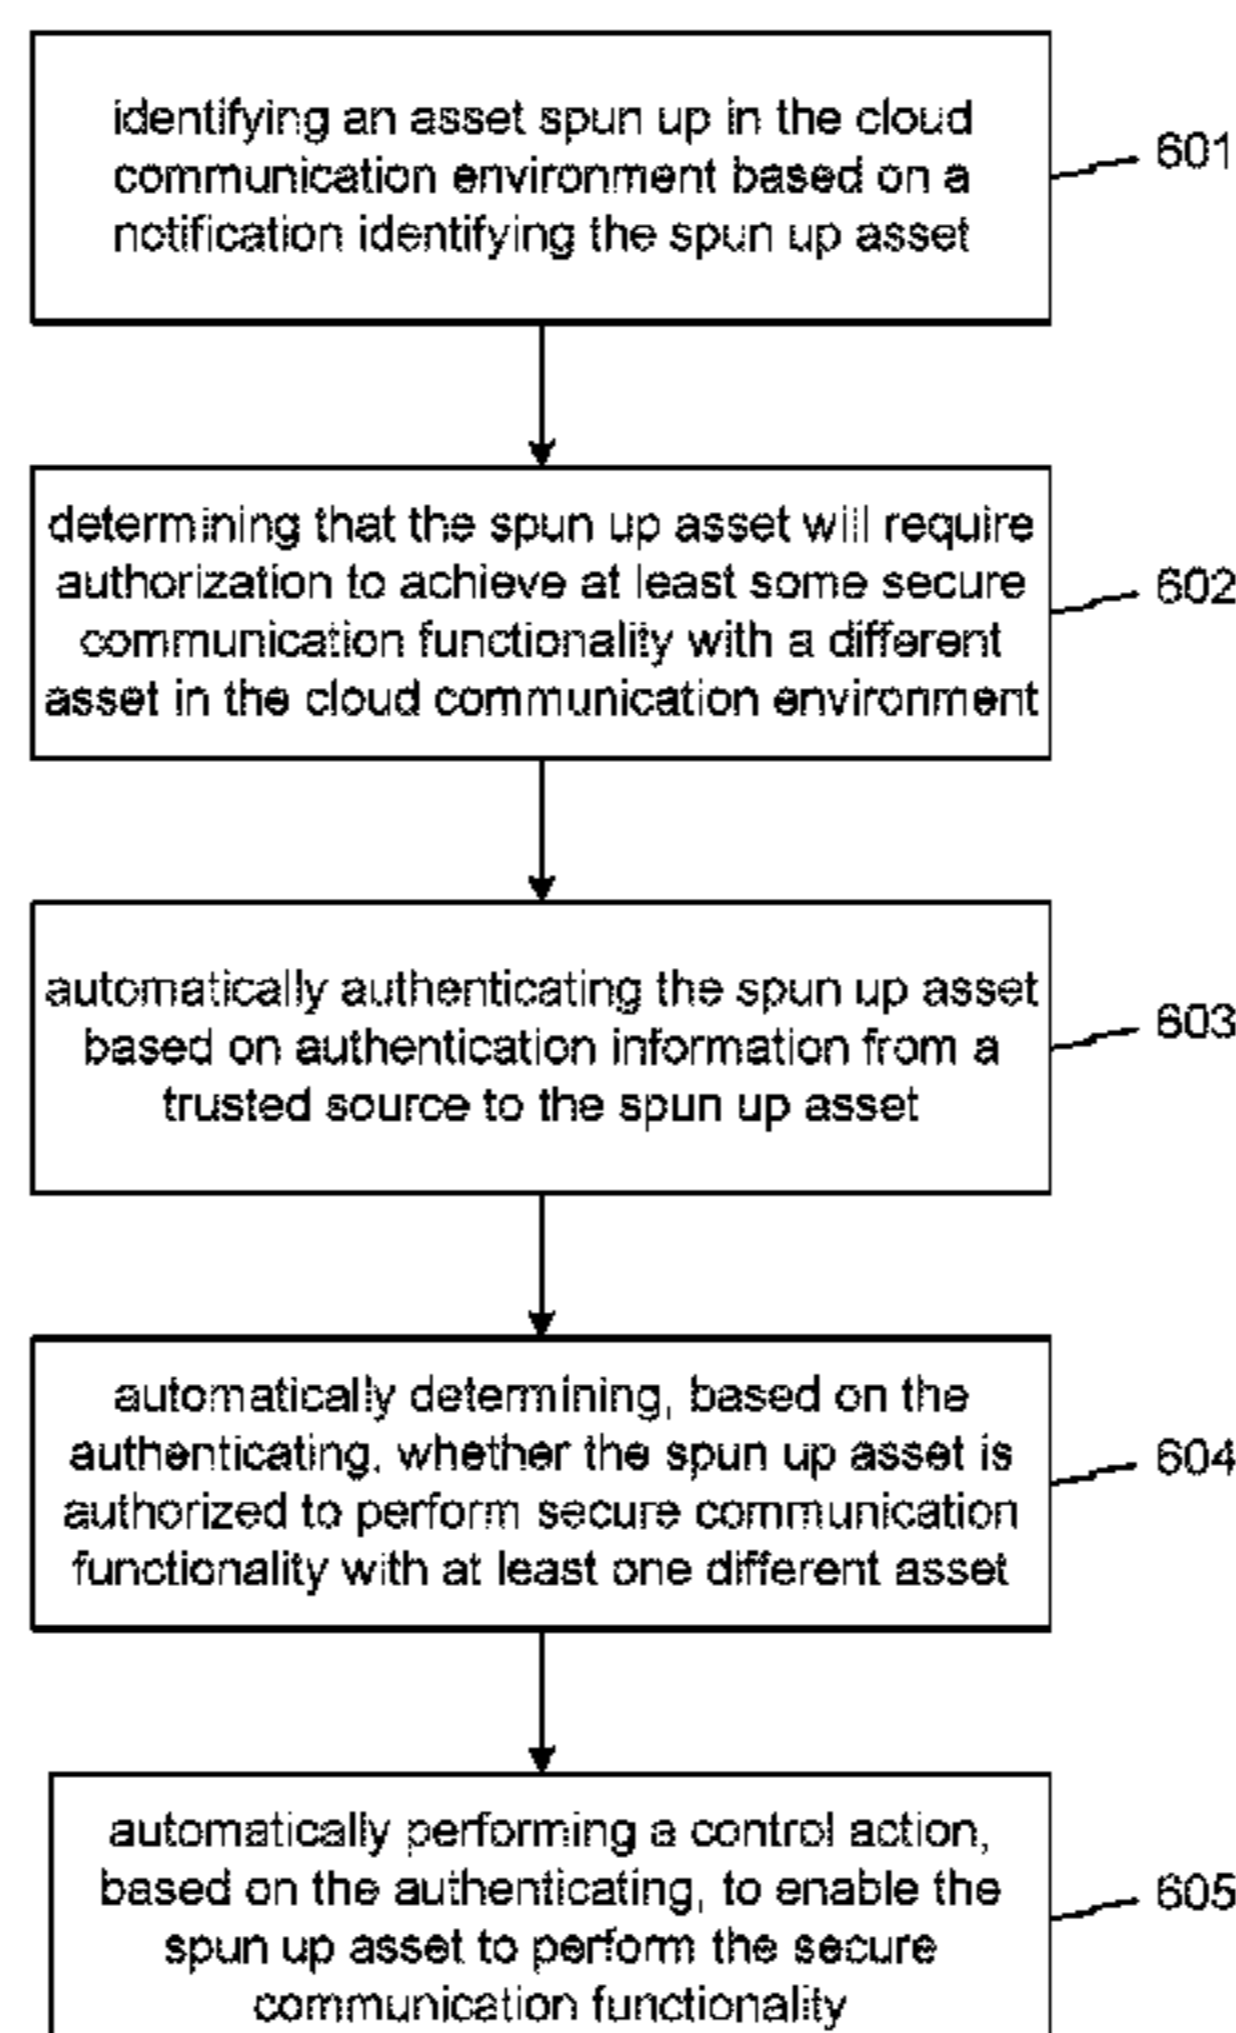 identifying an asset spun up in the cloud
communication environment based on a
notification identifying the spun up asset
601
determining that the spun up asset will require
authorization to achieve at least some secure
communication functionality with a different
asset in the cloud communication environment
602
automatically authenticating the spun up asset
based on authentication information from a
trusted source to the spun up asset
603
automatically determining, based on the
authenticating, whether the spun up asset is
authorized to perform secure communication
functionality with at least one different asset
604
automatically performing a control action,
based on the authenticating, to enable the
spun up asset to perform the secure
communication functionality
605